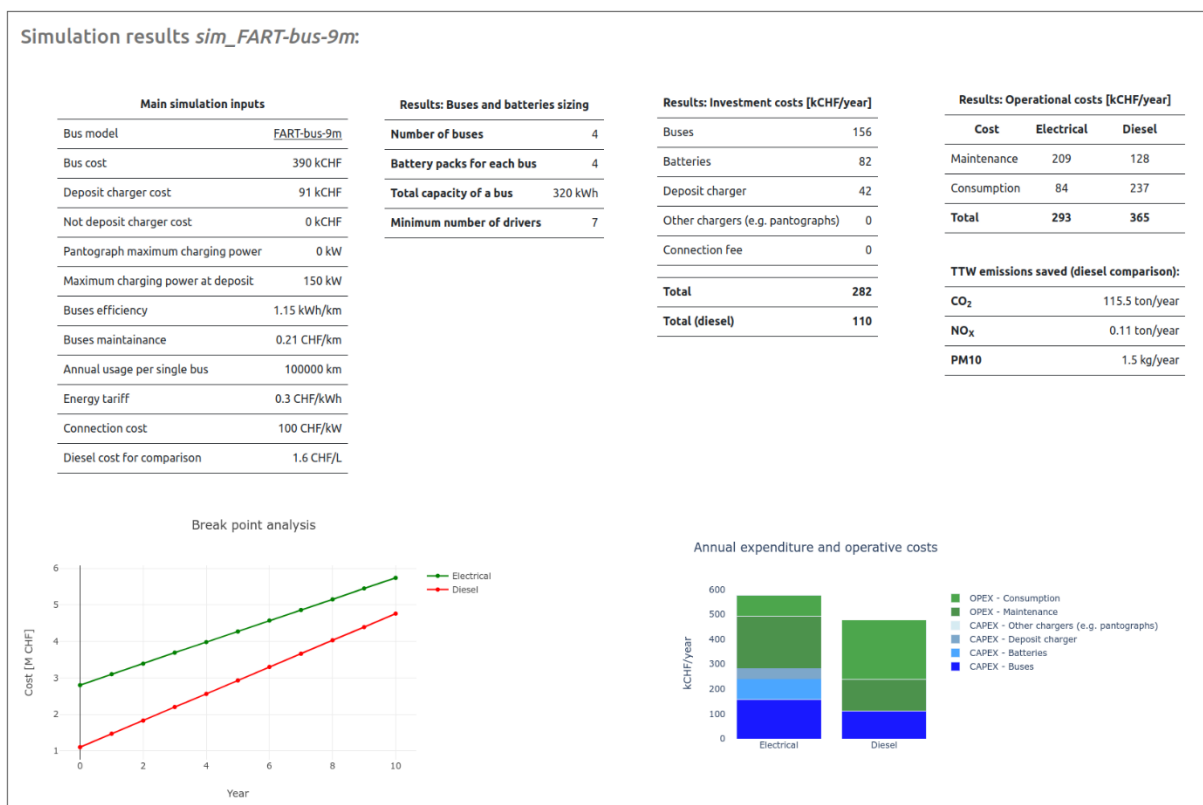 Simulation results sim_FART-bus-9m:
Main simulation inputs
Bus model FART-bus-9m
Bus cost 390 kCHF
Deposit charger cost 91 kCHF
Not deposit charger cost 0 kCHF
Pantograph maximum charging power 0 kW
Maximum charging power at deposit 150 kW
Buses efficiency 1.15 kWh/km
Buses maintainance 0.21 CHF/km
Annual usage per single bus 100000 km
Energy tariff 0.3 CHF/kWh
Connection cost 100 CHF/kW
Diesel cost for comparison 1.6 CHF/L
Results: Buses and batteries sizing
Number of buses 4
Battery packs for each bus 4
Total capacity of a bus 320 kWh
Minimum number of drivers 7
Results: Investment costs [kCHF/year]
Buses 156
Batteries 82
Deposit charger 42
Other chargers (e.g. pantographs) 0
Connection fee 0
Total 282
Total (diesel) 110
Results: Operational costs [kCHF/year]
Cost Electrical Diesel
Maintenance 209 128
Consumption 84 237
Total 293 365
TTW emissions saved (diesel comparison):
CO₂ 115.5 ton/year
NOX 0.11 ton/year
PM10 1.5 kg/year
Break point analysis
Cost [M CHF]
6
5
4
3
2
1
0 2 4 6 8 10
Year
Electrical
Diesel
Annual expenditure and operative costs
kCHF/year
600
500
400
300
200
100
0
Electrical Diesel
OPEX - Consumption
OPEX - Maintenance
CAPEX - Other chargers (e.g. pantographs)
CAPEX - Deposit charger
CAPEX - Batteries
CAPEX - Buses